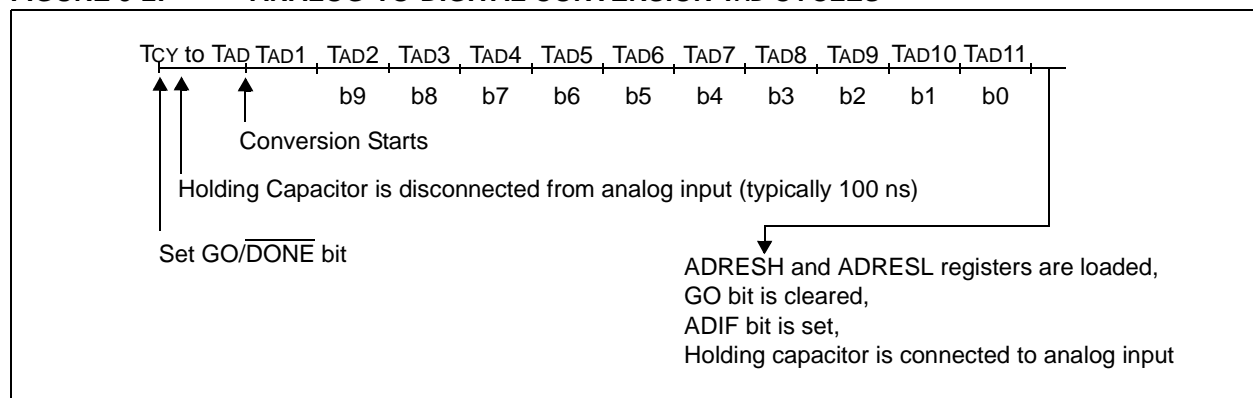 TCY to TAD TAD1 TAD2 TAD3 TAD4 TAD5 TAD6 TAD7 TAD8 TAD9 TAD10 TAD11
b9 b8 b7 b6 b5 b4 b3 b2 b1 b0
Conversion Starts
Holding Capacitor is disconnected from analog input (typically 100 ns)
Set GO/DONE bit
ADRESH and ADRESL registers are loaded,
GO bit is cleared,
ADIF bit is set,
Holding capacitor is connected to analog input